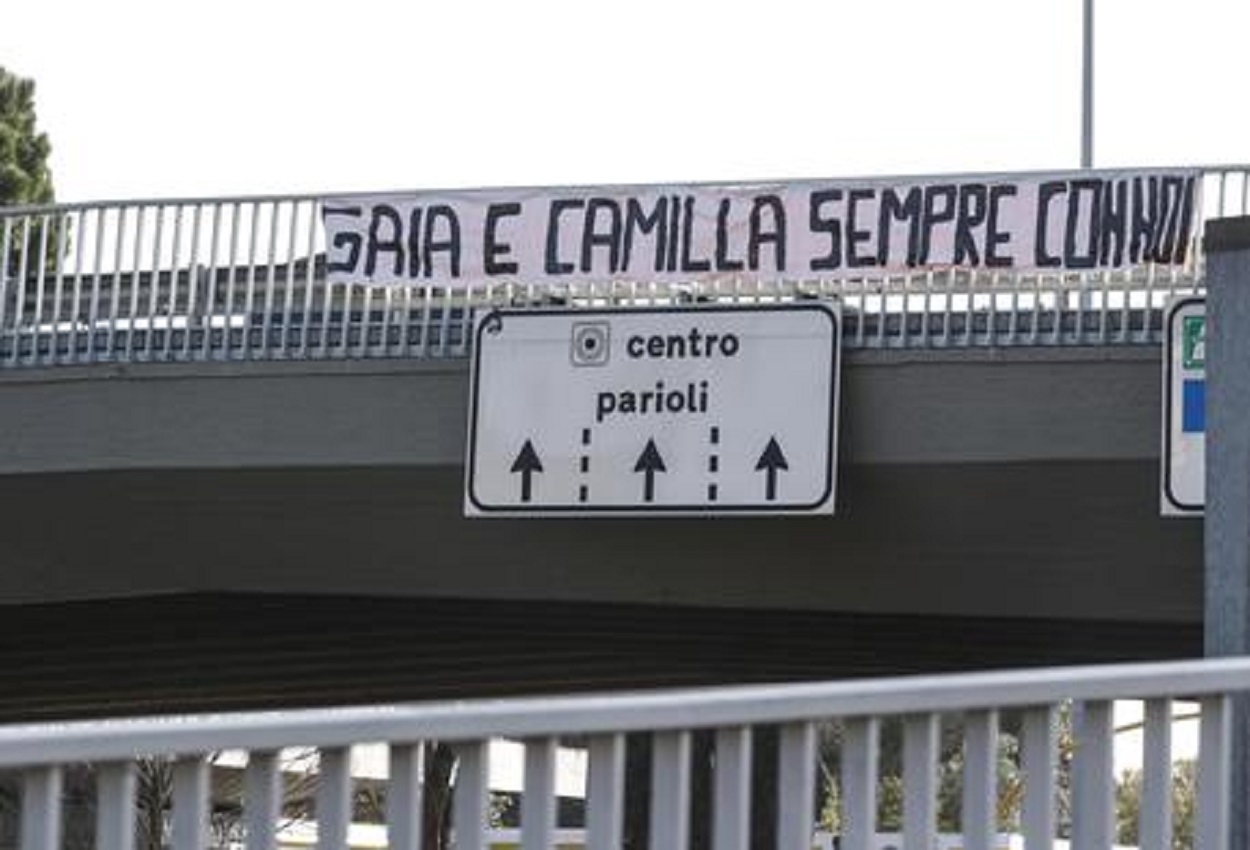 GAIA E CAMILLA SEMPRE CON NOI
centro
parioli